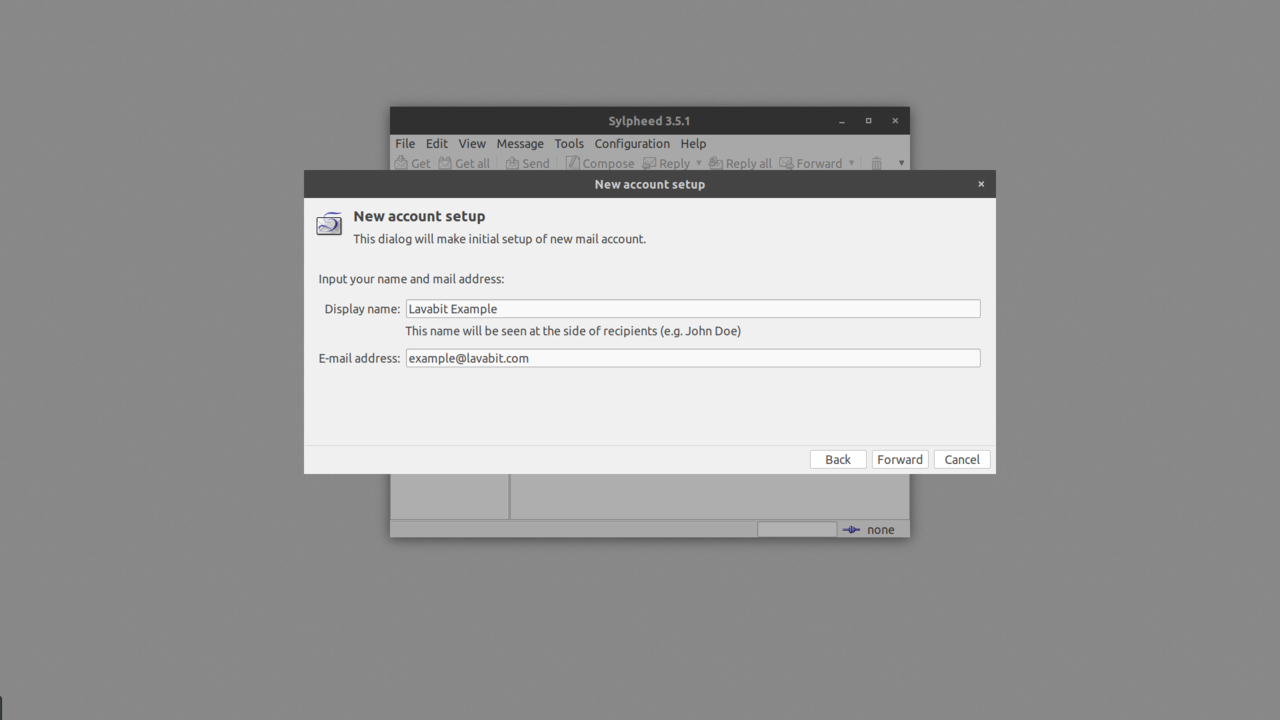 Sylpheed 3.5.1
File Edit View Message Tools Configuration Help
Get Get all Send Compose Reply Reply all Forward
New account setup
New account setup
This dialog will make initial setup of new mail account.
Input your name and mail address:
Display name: Lavabit Example
This name will be seen at the side of recipients (e.g. John Doe)
E-mail address: example@lavabit.com
Back Forward Cancel
none